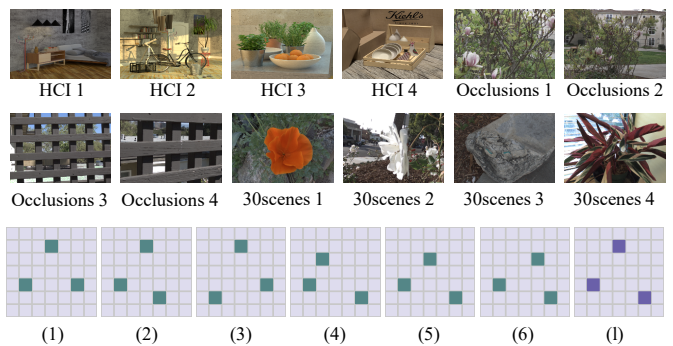 Kiehl's
HCI 1 HCI 2 HCI 3 HCI 4 Occlusions 1 Occlusions 2
Occlusions 3 Occlusions 4 30scenes 1 30scenes 2 30scenes 3 30scenes 4
(1) (2) (3) (4) (5) (6) (l)